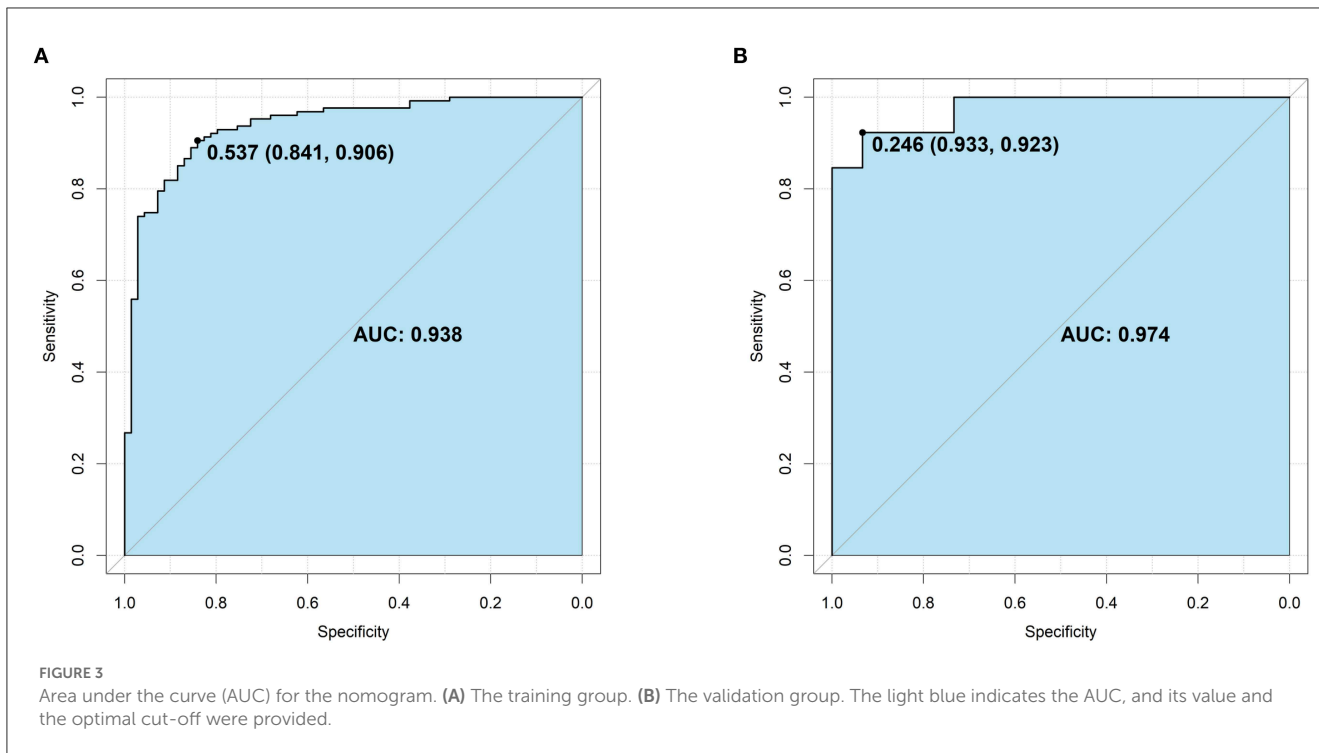 A
B
1.0
0.8
0.6
0.4
0.2
0.0
Sensitivity
0.537 (0.841, 0.906)
AUC: 0.938
1.0 0.8 0.6 0.4 0.2 0.0
Specificity
1.0
0.8
0.6
0.4
0.2
0.0
Sensitivity
0.246 (0.933, 0.923)
AUC: 0.974
1.0 0.8 0.6 0.4 0.2 0.0
Specificity
FIGURE 3
Area under the curve (AUC) for the nomogram. (A) The training group. (B) The validation group. The light blue indicates the AUC, and its value and
the optimal cut-off were provided.